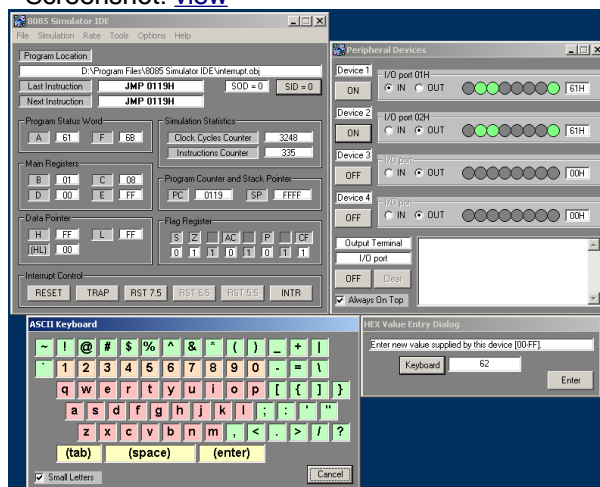 Screenshot: View
8085 Simulator IDE
File Simulation Rate Tools Options Help
Program Location
D:\Program Files\8085 Simulator IDE\interrupt.obj
Last Instruction JMP 0119H SOD = 0 SID = 0
Next Instruction JMP 0119H
Program Status Word
A 61 F 6B
Simulation Statistics
Clock Cycles Counter 3248
Instructions Counter 335
Main Registers
B 01 C 08
D 00 E FF
Program Counter and Stack Pointer
PC 0119 SP FFFF
Data Pointer
H FF L FF
(HL) 00
Flag Register
S Z AC P CF
0 1 1 0 1 0 1 1
Interrupt Control
RESET TRAP RST 7.5 RST 6.5 RST 5.5 INTR
Peripheral Devices
Device 1 I/O port 01H
ON IN OUT 61H
Device 2 I/O port 02H
ON IN OUT 61H
Device 3 I/O port
OFF IN OUT 00H
Device 4 I/O port
OFF IN OUT 00H
Output Terminal
I/O port
OFF Clear
Always On Top
ASCII Keyboard
~ ! @ # $ % ^ & * ( ) _ + |
` 1 2 3 4 5 6 7 8 9 0 - = \
q w e r t y u i o p [ { ] }
a s d f g h j k l ; : ' "
z x c v b n m , < . > / ?
(tab) (space) (enter)
Small Letters Cancel
HEX Value Entry Dialog
Enter new value supplied by this device [00-FF].
Keyboard 62
Enter